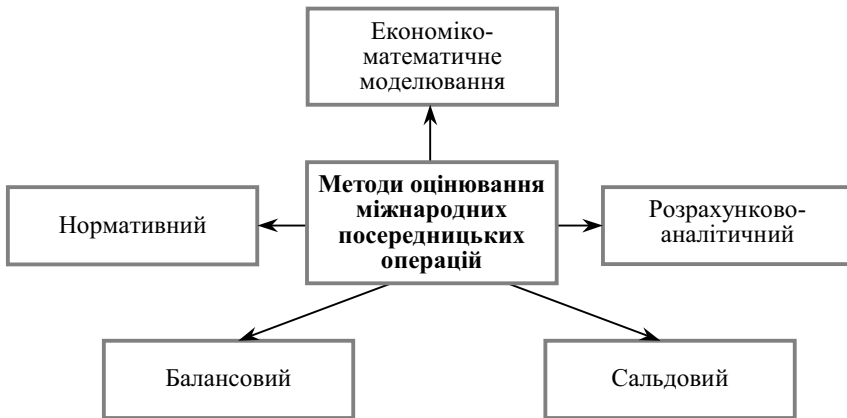 Економіко-
математичне
моделювання
Методи оцінювання
міжнародних
посередницьких
операцій
Нормативний
Розрахунково-
аналітичний
Балансовий
Сальдовий